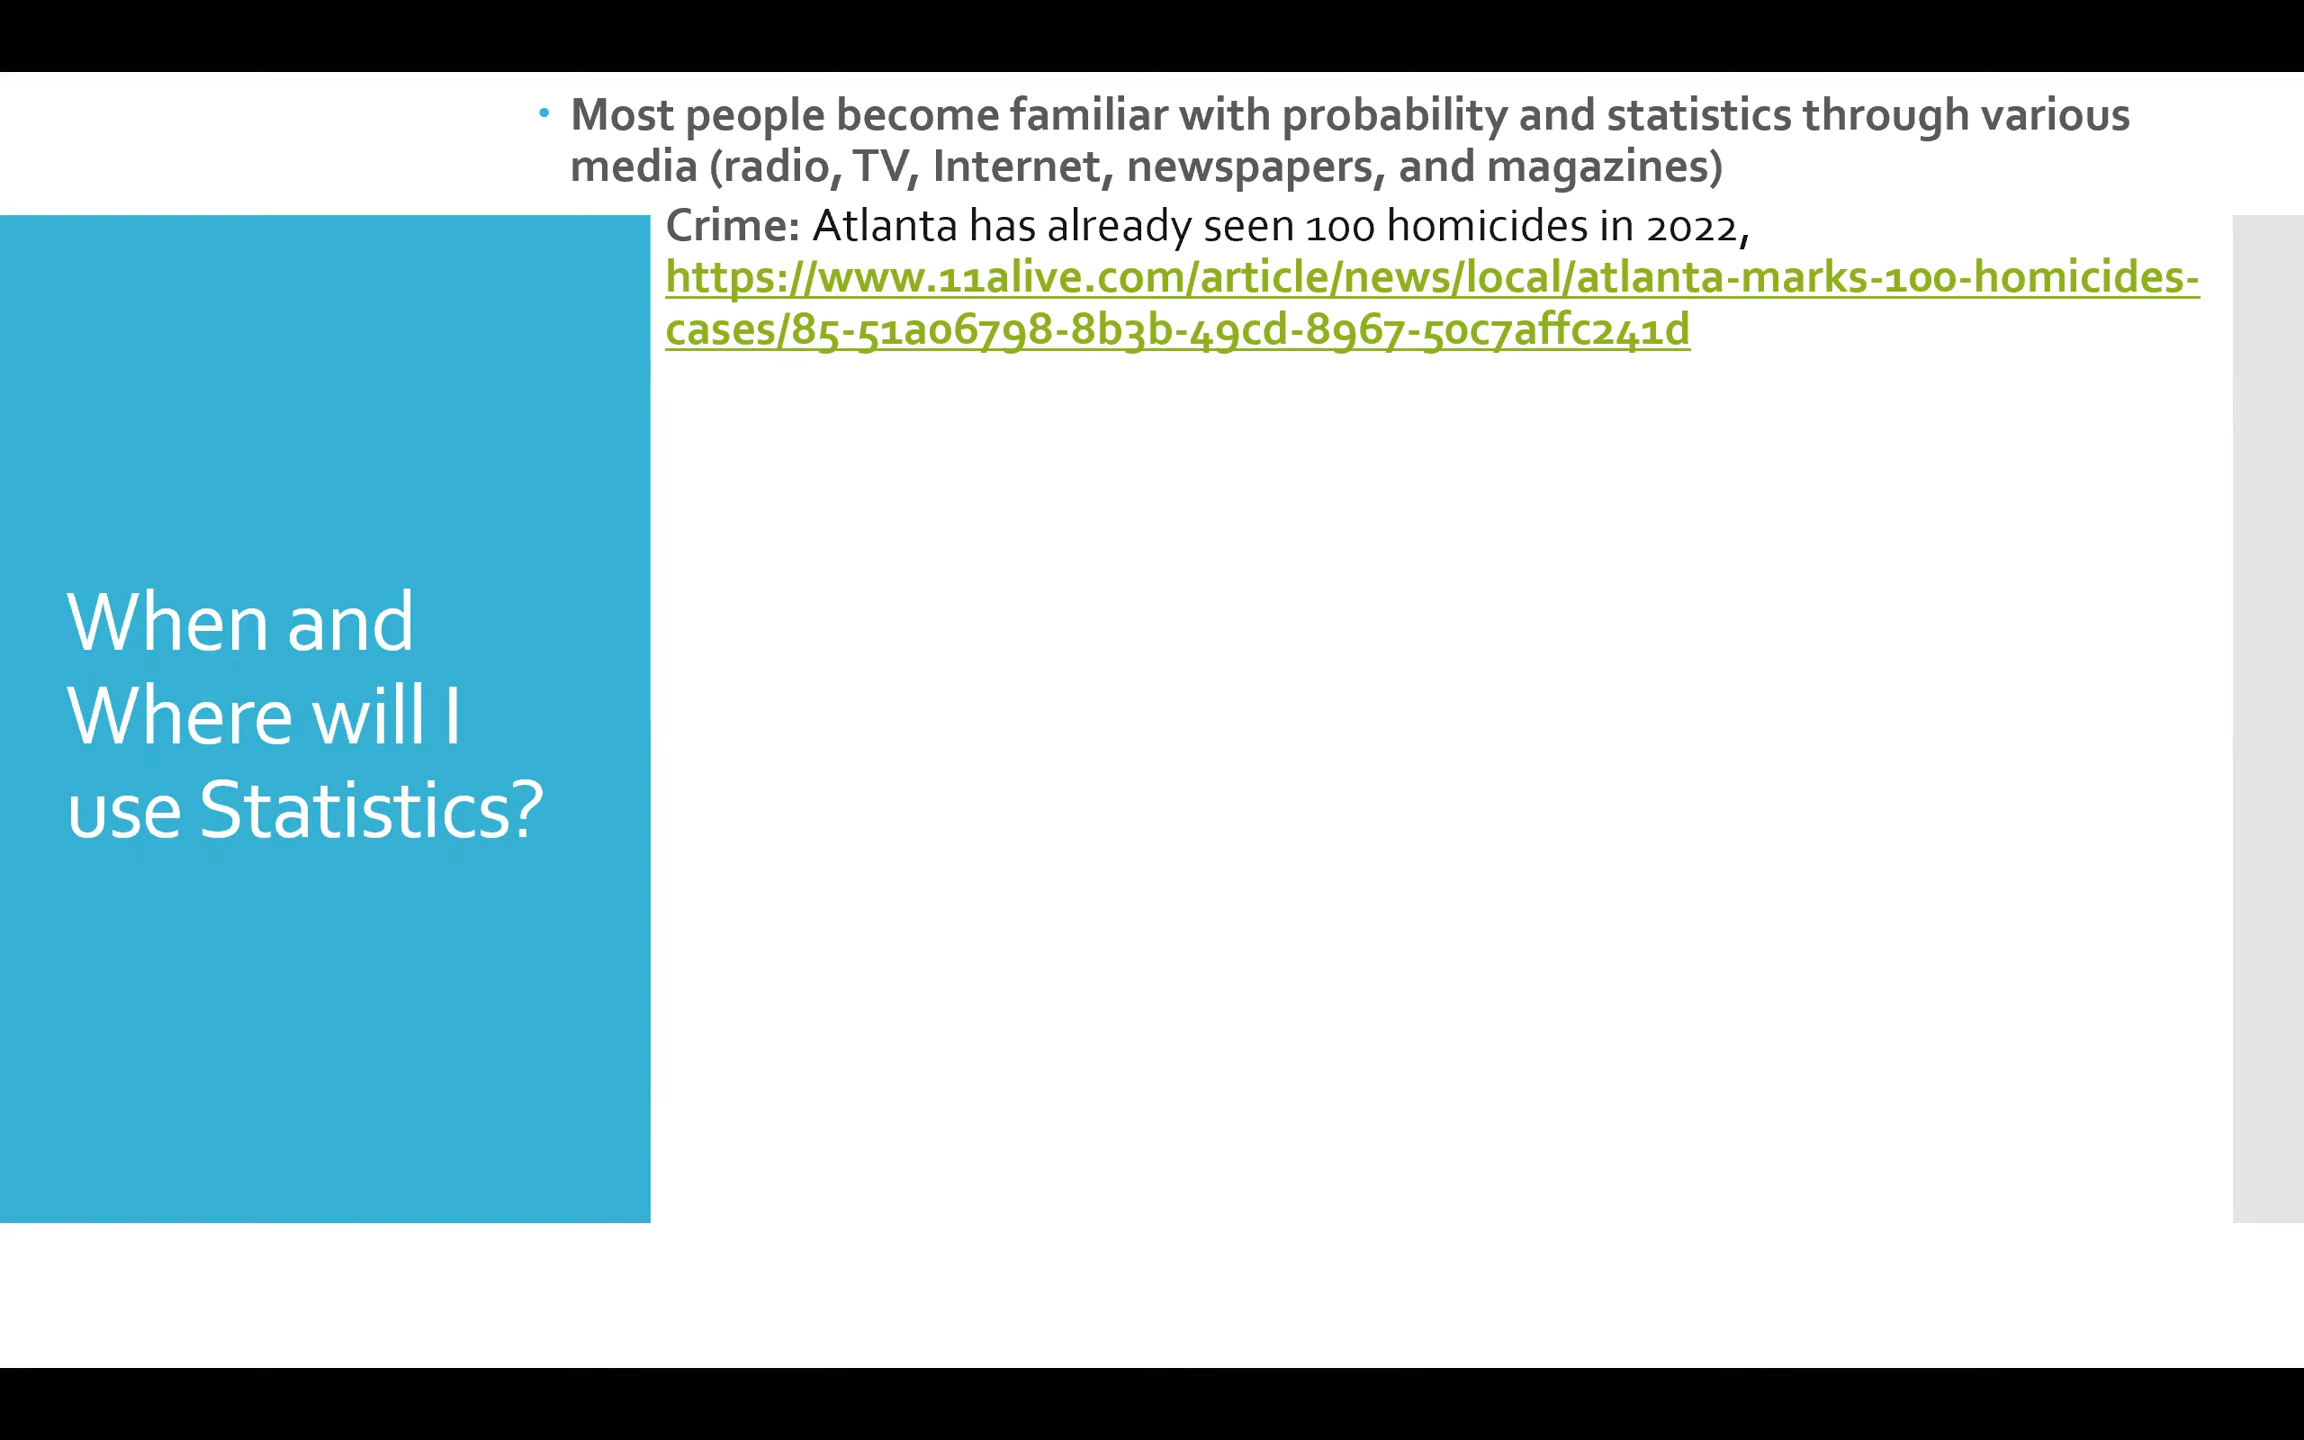 • Most people become familiar with probability and statistics through various
media (radio, TV, Internet, newspapers, and magazines)
Crime: Atlanta has already seen 100 homicides in 2022,
https://www.11alive.com/article/news/local/atlanta-marks-100-homicides-
cases/85-51a06798-8b3b-49cd-8967-50c7affc241d
When and
Where will I
use Statistics?